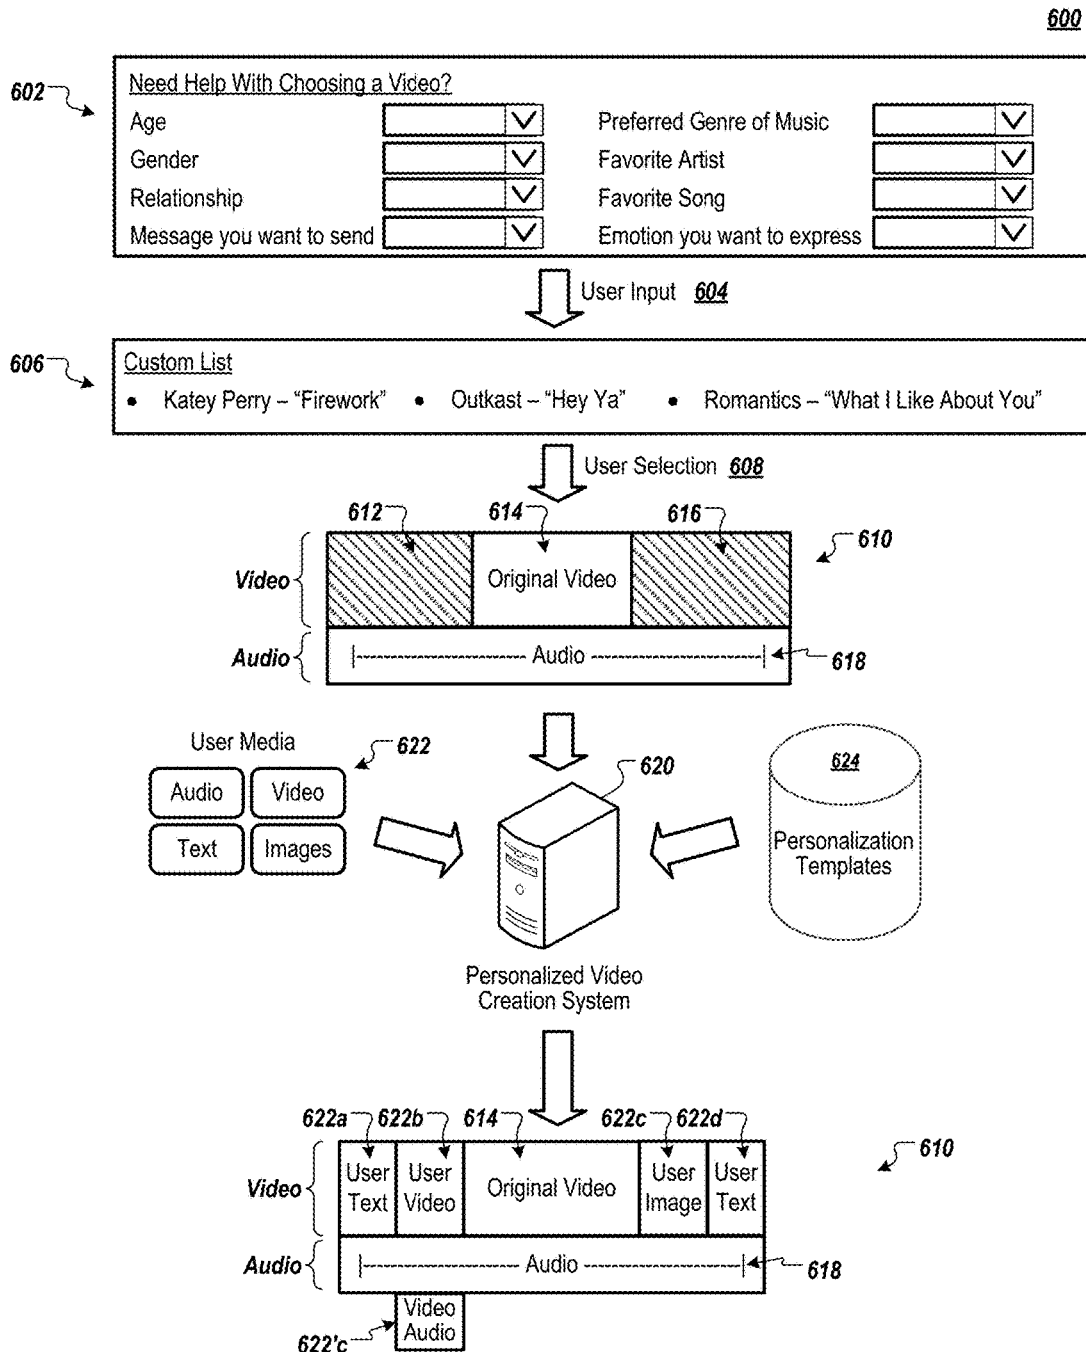 600
602
Need Help With Choosing a Video?
Age
Preferred Genre of Music
Gender
Favorite Artist
Relationship
Favorite Song
Message you want to send
Emotion you want to express
User Input 604
606
Custom List
• Katey Perry – “Firework” • Outkast – “Hey Ya” • Romantics – “What I Like About You”
User Selection 608
612 614 616
610
Video
Original Video
Audio
Audio
618
User Media
622
Audio
Video
Text
Images
620
624
Personalization
Templates
Personalized Video
Creation System
622a 622b 614 622c 622d
610
Video
User
Text
User
Video
Original Video
User
Image
User
Text
Audio
Audio
618
Video
Audio
622'c